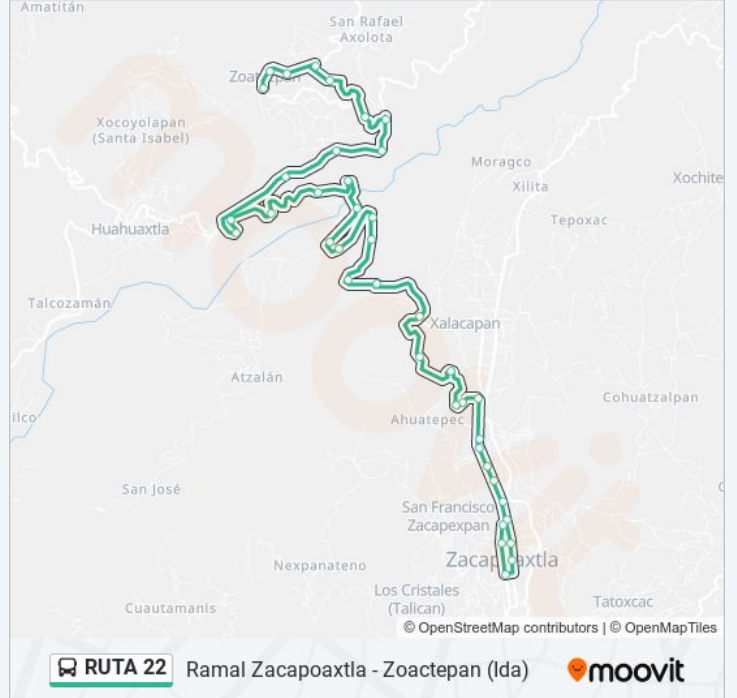 Amatitán
San Rafael
Axolota
Zoatepan
Xocoyolapan
(Santa Isabel)
Moragco
Xilita
Xochite
Tepoxac
Huahuaxtla
Talcozamán
Xalacapan
Atzalán
Cohuatzalpan
ilco
Ahuatepec
San José
San Francisco
Zacapexpan
Zacapoaxtla
Nexpanateno
Los Cristales
(Talican)
Cuautamanis
Tatoxcac
© OpenStreetMap contributors | © OpenMapTiles
RUTA 22
Ramal Zacapoaxtla - Zoactepan (Ida)
moovit